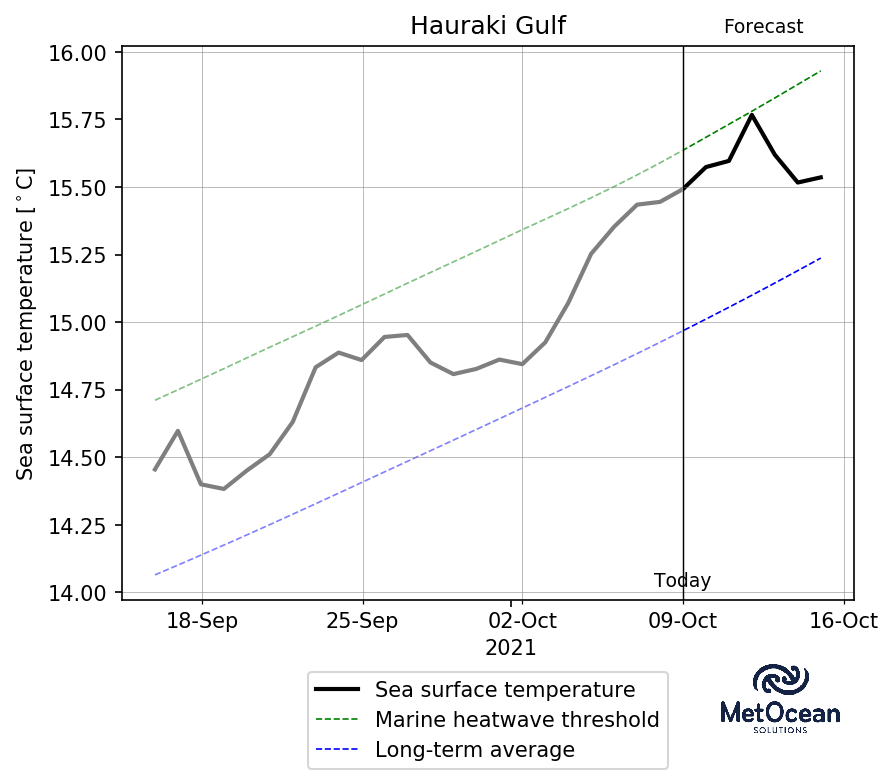 Hauraki Gulf
Forecast
Sea surface temperature [°C]
16.00
15.75
15.50
15.25
15.00
14.75
14.50
14.25
14.00
Today
18-Sep 25-Sep 02-Oct 09-Oct 16-Oct
2021
Sea surface temperature
Marine heatwave threshold
Long-term average
MetOcean
SOLUTIONS